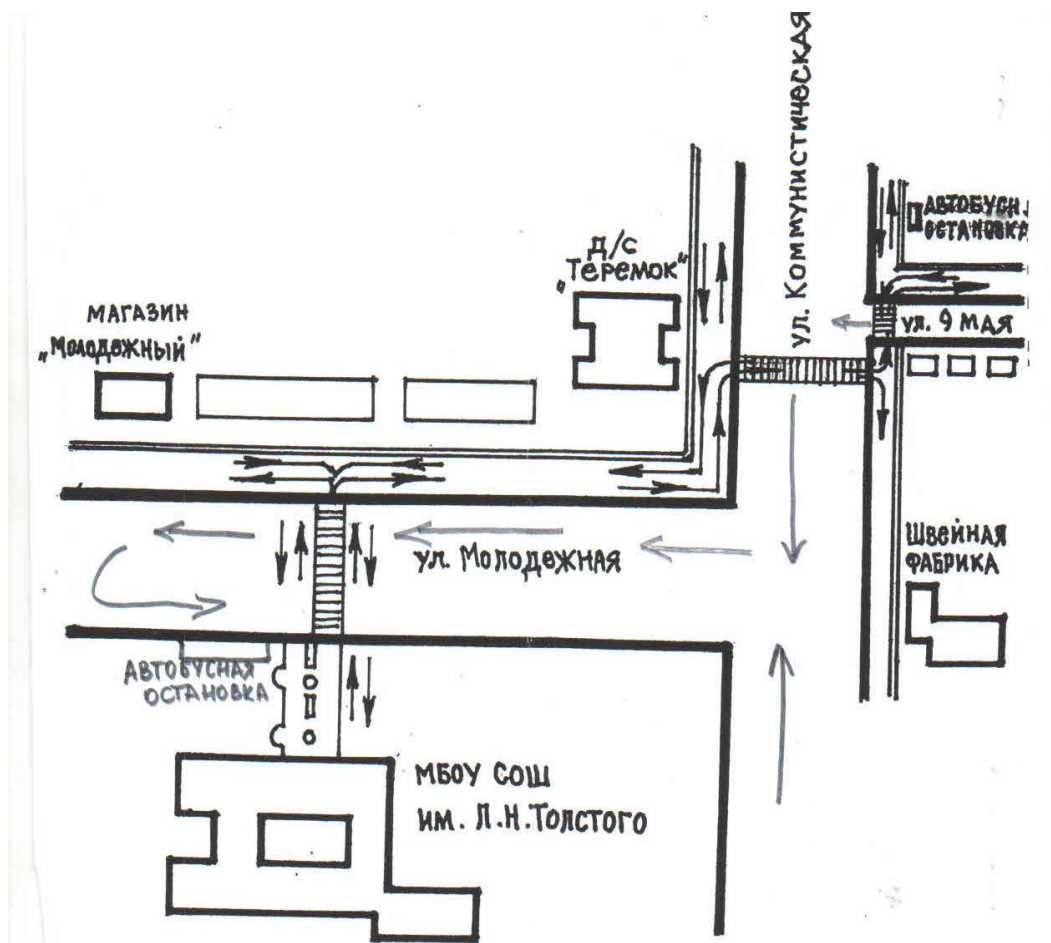 ул. Коммунистическая
АВТОБУСН.
ОСТАНОВКА
Д/с
"Теремок"
МАГАЗИН
„Молодежный"
ул. 9 МАЯ
ул. Молодежная
Швейная
ФАБРИКА
АВТОБУСНАЯ
ОСТАНОВКА
МБОУ СОШ
им. Л.Н.Толстого